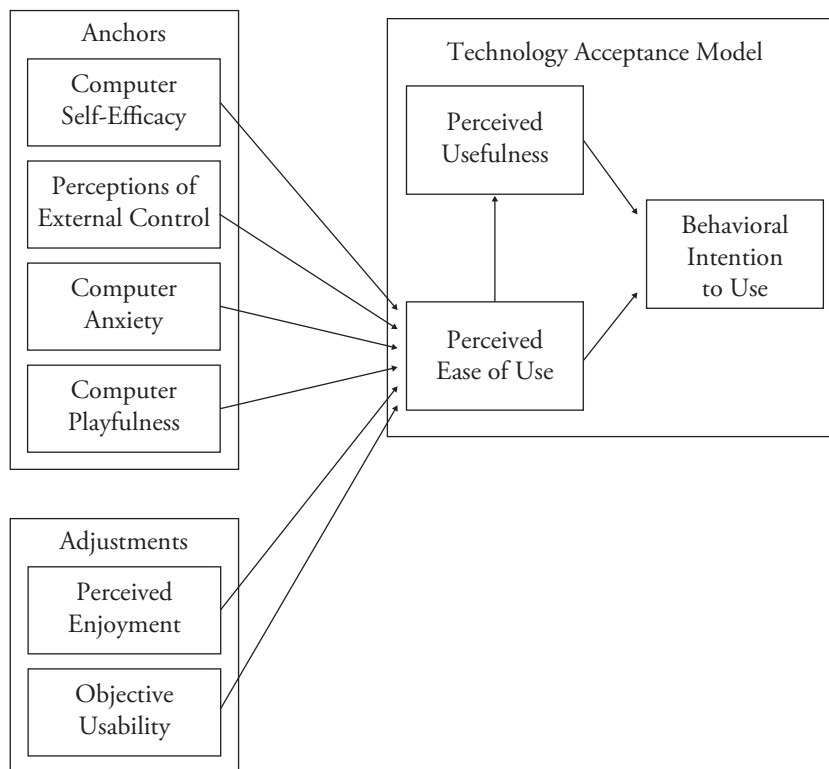 Anchors
Computer
Self-Efficacy
Perceptions of
External Control
Computer
Anxiety
Computer
Playfulness
Adjustments
Perceived
Enjoyment
Objective
Usability
Technology Acceptance Model
Perceived
Usefulness
Perceived
Ease of Use
Behavioral
Intention
to Use